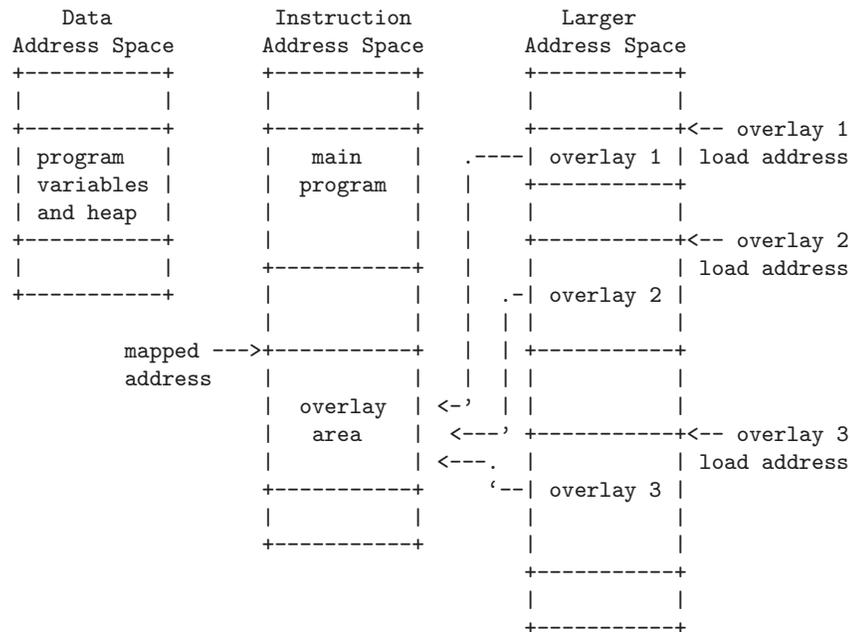 Data             Instruction            Larger
Address Space       Address Space        Address Space
+-----------+       +-----------+        +-----------+
|           |       |           |        |           |
+-----------+       +-----------+        +-----------+<-- overlay 1
| program   |       |   main    |   .----| overlay 1 | load address
| variables |       |  program  |   |    +-----------+
| and heap  |       |           |   |    |           |
+-----------+       |           |   |    +-----------+<-- overlay 2
|           |       +-----------+   |    |           | load address
+-----------+       |           |   |  .-| overlay 2 |
                    |           |   |  | |           |
         mapped --->+-----------+   |  | +-----------+
         address    |           |   |  | |           |
                    |  overlay  | <-'  | |           |
                    |   area    |  <---' +-----------+<-- overlay 3
                    |           | <---.  |           | load address
                    +-----------+     `--| overlay 3 |
                    |           |        |           |
                    +-----------+        |           |
                                         +-----------+
                                         |           |
                                         +-----------+